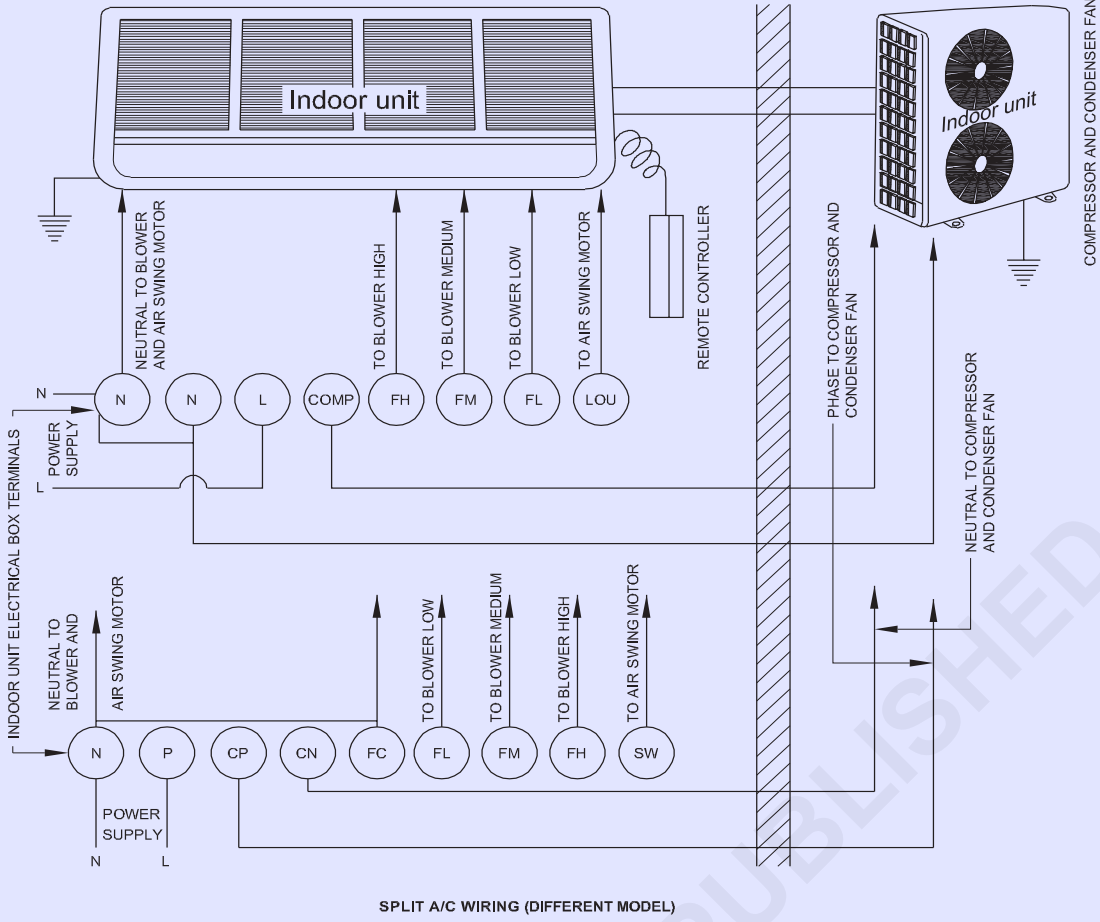 Indoor unit
Indoor unit
COMPRESSOR AND CONDENSER FAN
NEUTRAL TO BLOWER
AND AIR SWING MOTOR
TO BLOWER HIGH
TO BLOWER MEDIUM
TO BLOWER LOW
TO AIR SWING MOTOR
REMOTE CONTROLLER
PHASE TO COMPRESSOR AND
CONDENSER FAN
NEUTRAL TO COMPRESSOR
AND CONDENSER FAN
N
N N L COMP FH FM FL LOU
POWER
SUPPLY
L
INDOOR UNIT ELECTRICAL BOX TERMINALS
NEUTRAL TO
BLOWER AND
AIR SWING MOTOR
TO BLOWER LOW
TO BLOWER MEDIUM
TO BLOWER HIGH
TO AIR SWING MOTOR
N P CP CN FC FL FM FH SW
POWER
SUPPLY
N L
SPLIT A/C WIRING (DIFFERENT MODEL)
PUBLISHED